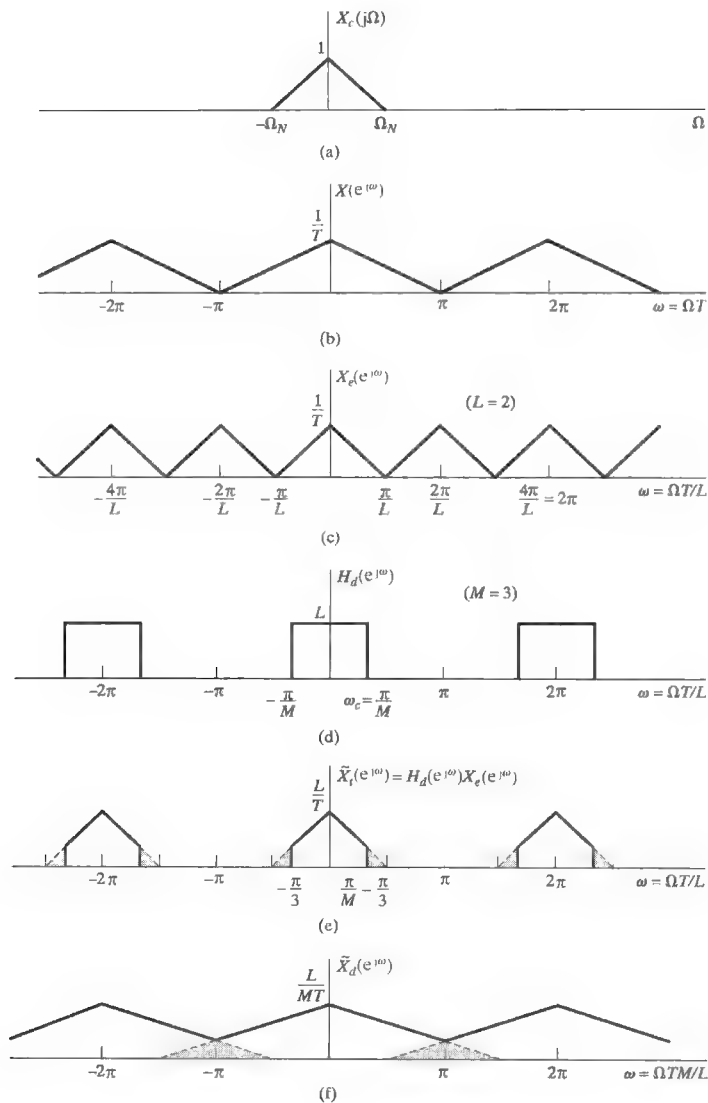 X_c(jΩ)
1
-Ω_N Ω_N Ω
(a)
X(e^{jω})
1/T
-2π -π π 2π ω = ΩT
(b)
X_e(e^{jω})
(L = 2)
1/T
-4π/L -2π/L -π/L π/L 2π/L 4π/L = 2π ω = ΩT/L
(c)
H_d(e^{jω})
(M = 3)
L
-2π -π -π/M ω_c = π/M π 2π ω = ΩT/L
(d)
X̃_i(e^{jω}) = H_d(e^{jω})X_e(e^{jω})
L/T
-2π -π -π/3 π/M - π/3 π 2π ω = ΩT/L
(e)
X̃_d(e^{jω})
L/MT
-2π -π π 2π ω = ΩTM/L
(f)